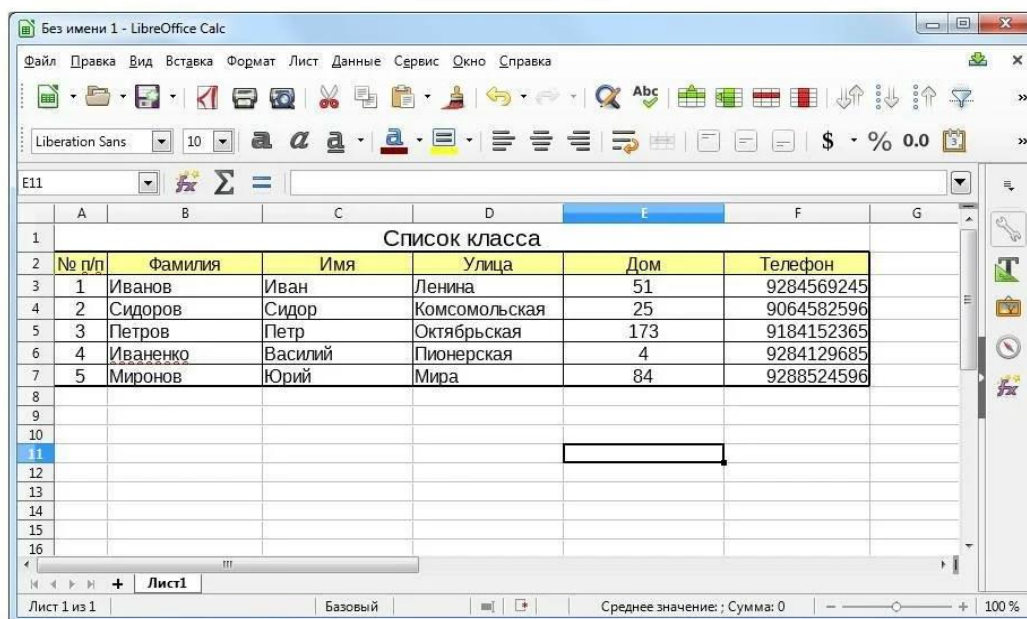 Без имени 1 - LibreOffice Calc
Файл Правка Вид Вставка Формат Лист Данные Сервис Окно Справка
Abc
Liberation Sans 10 a a a a $ % 0.0
E11
A B C D E F G
1 Список класса
2 № п/п Фамилия Имя Улица Дом Телефон
3 1 Иванов Иван Ленина 51 9284569245
4 2 Сидоров Сидор Комсомольская 25 9064582596
5 3 Петров Петр Октябрьская 173 9184152365
6 4 Иваненко Василий Пионерская 4 9284129685
7 5 Миронов Юрий Мира 84 9288524596
8
9
10
11
12
13
14
15
16
Лист1
Лист 1 из 1 Базовый Среднее значение: ; Сумма: 0 100 %